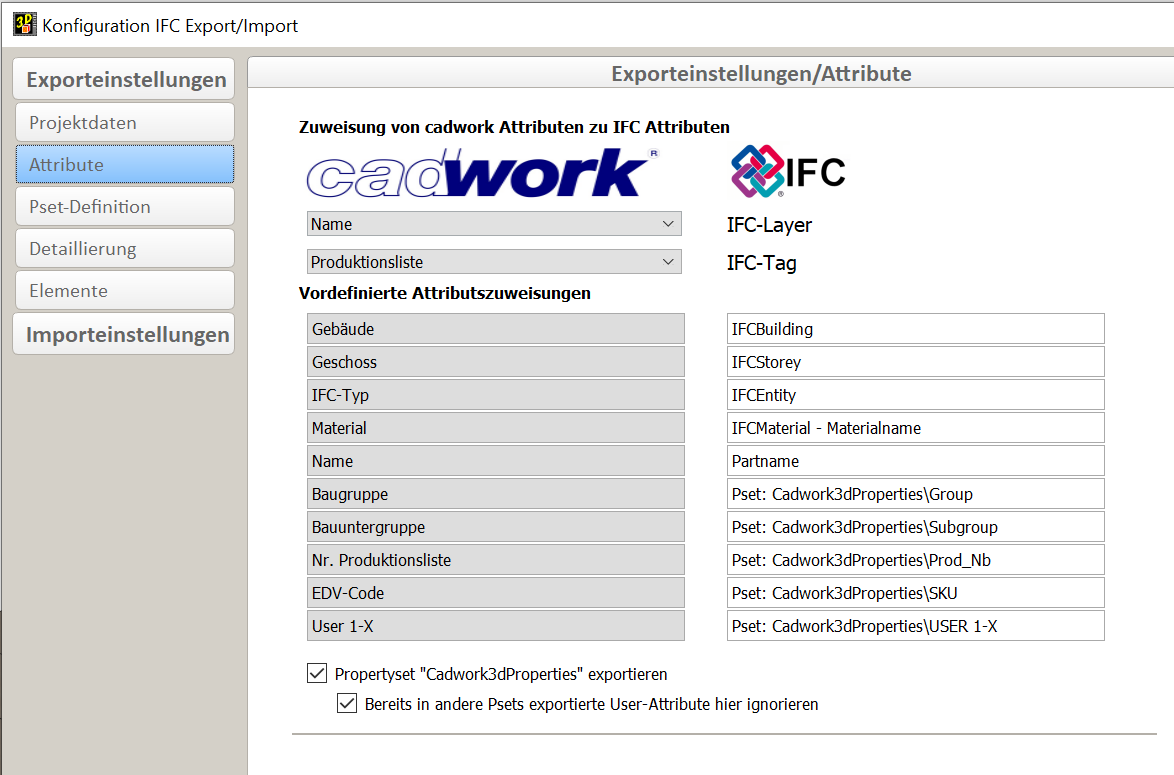 3D
Konfiguration IFC Export/Import
Exporteinstellungen
Projektdaten
Attribute
Pset-Definition
Detaillierung
Elemente
Importeinstellungen
Exporteinstellungen/Attribute
Zuweisung von cadwork Attributen zu IFC Attributen
cadwork ® IFC ®
Name IFC-Layer
Produktionsliste IFC-Tag
Vordefinierte Attributszuweisungen
Gebäude IFCBuilding
Geschoss IFCStorey
IFC-Typ IFCEntity
Material IFCMaterial - Materialname
Name Partname
Baugruppe Pset: Cadwork3dProperties\Group
Bauuntergruppe Pset: Cadwork3dProperties\Subgroup
Nr. Produktionsliste Pset: Cadwork3dProperties\Prod_Nb
EDV-Code Pset: Cadwork3dProperties\SKU
User 1-X Pset: Cadwork3dProperties\USER 1-X
Propertyset "Cadwork3dProperties" exportieren
Bereits in andere Psets exportierte User-Attribute hier ignorieren